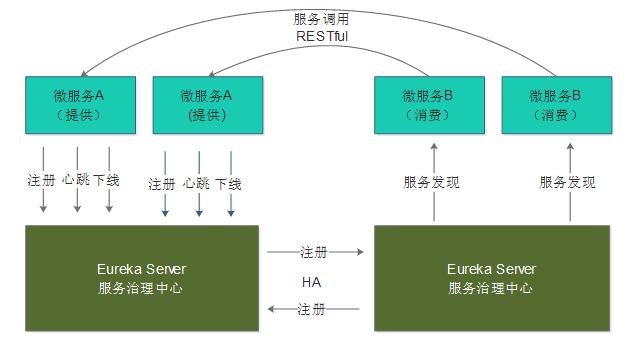 服务调用
RESTful
微服务A
（提供）
微服务A
(提供)
微服务B
（消费）
微服务B
（消费）
注册
心跳
下线
注册
心跳
下线
服务发现
服务发现
Eureka Server
服务治理中心
注册
HA
注册
Eureka Server
服务治理中心